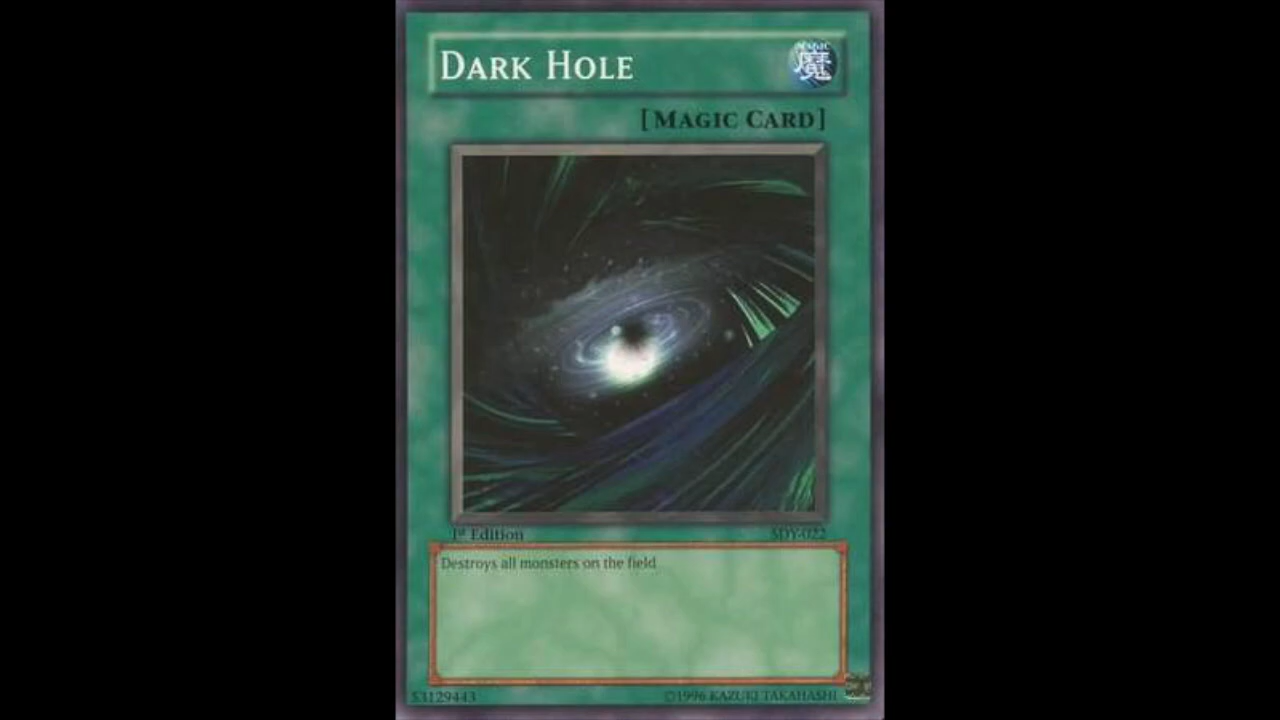 DARK HOLE
MAGIC
魔
[MAGIC CARD]
1st Edition
SDY-022
Destroys all monsters on the field
53129443
©1996 KAZUKI TAKAHASHI